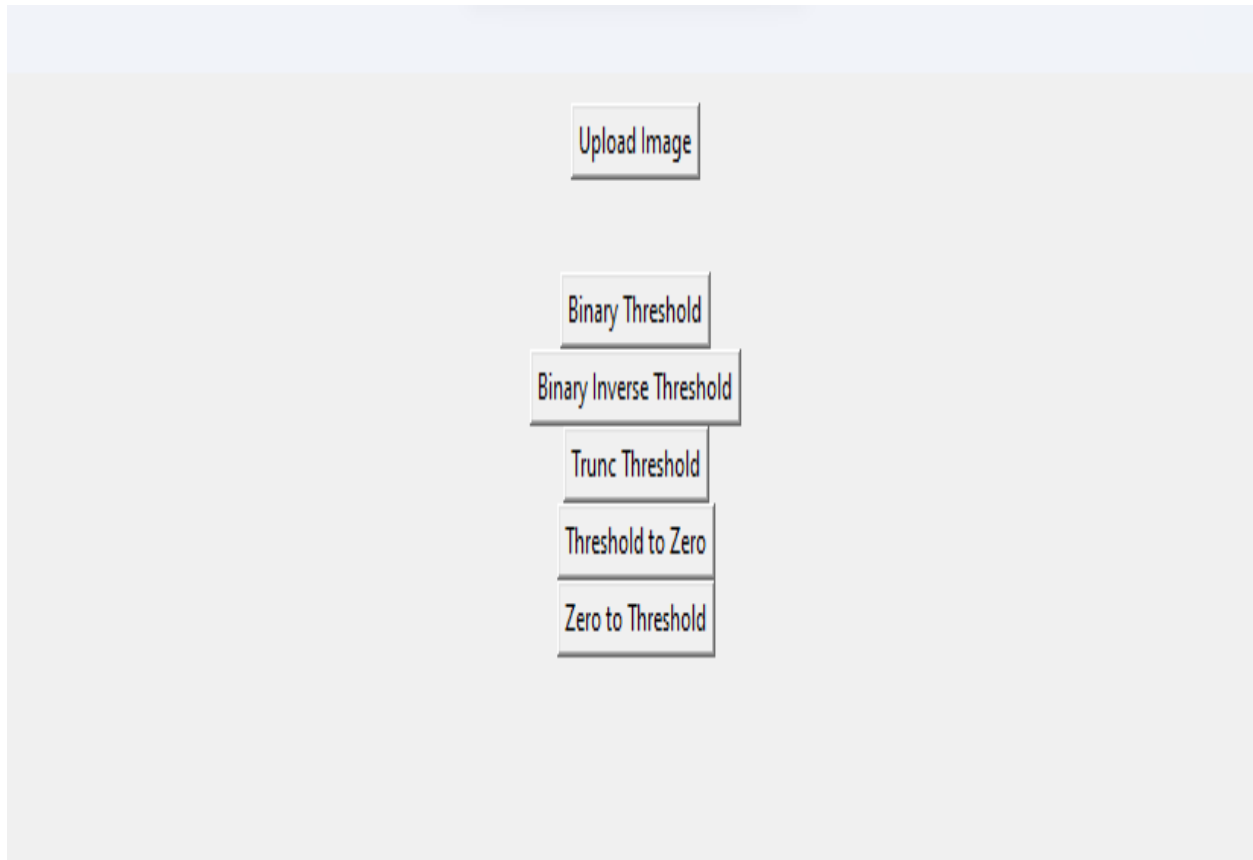 Upload Image
Binary Threshold
Binary Inverse Threshold
Trunc Threshold
Threshold to Zero
Zero to Threshold